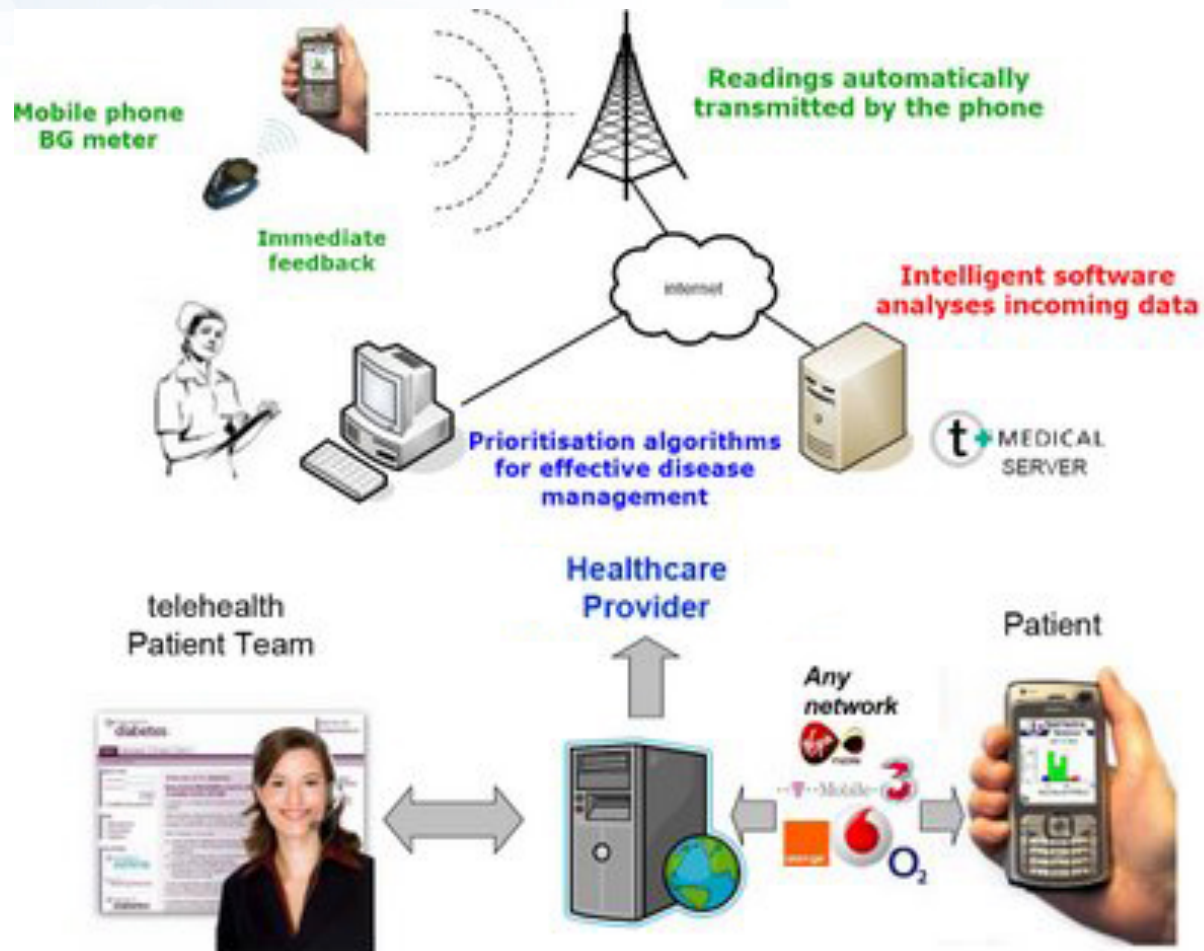 Mobile phone
BG meter
Readings automatically
transmitted by the phone
Immediate
feedback
internet
Intelligent software
analyses incoming data
Prioritisation algorithms
for effective disease
management
t+ MEDICAL
SERVER
Healthcare
Provider
telehealth
Patient Team
Patient
Any
network
T - Mobile
3
orange
O2
diabetes
diabetes